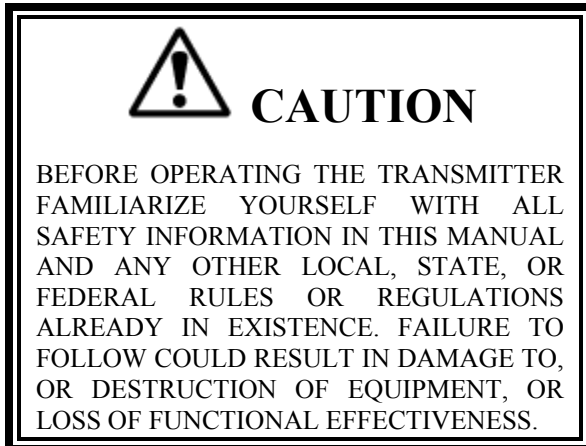 CAUTION
BEFORE OPERATING THE TRANSMITTER
FAMILIARIZE YOURSELF WITH ALL
SAFETY INFORMATION IN THIS MANUAL
AND ANY OTHER LOCAL, STATE, OR
FEDERAL RULES OR REGULATIONS
ALREADY IN EXISTENCE. FAILURE TO
FOLLOW COULD RESULT IN DAMAGE TO,
OR DESTRUCTION OF EQUIPMENT, OR
LOSS OF FUNCTIONAL EFFECTIVENESS.